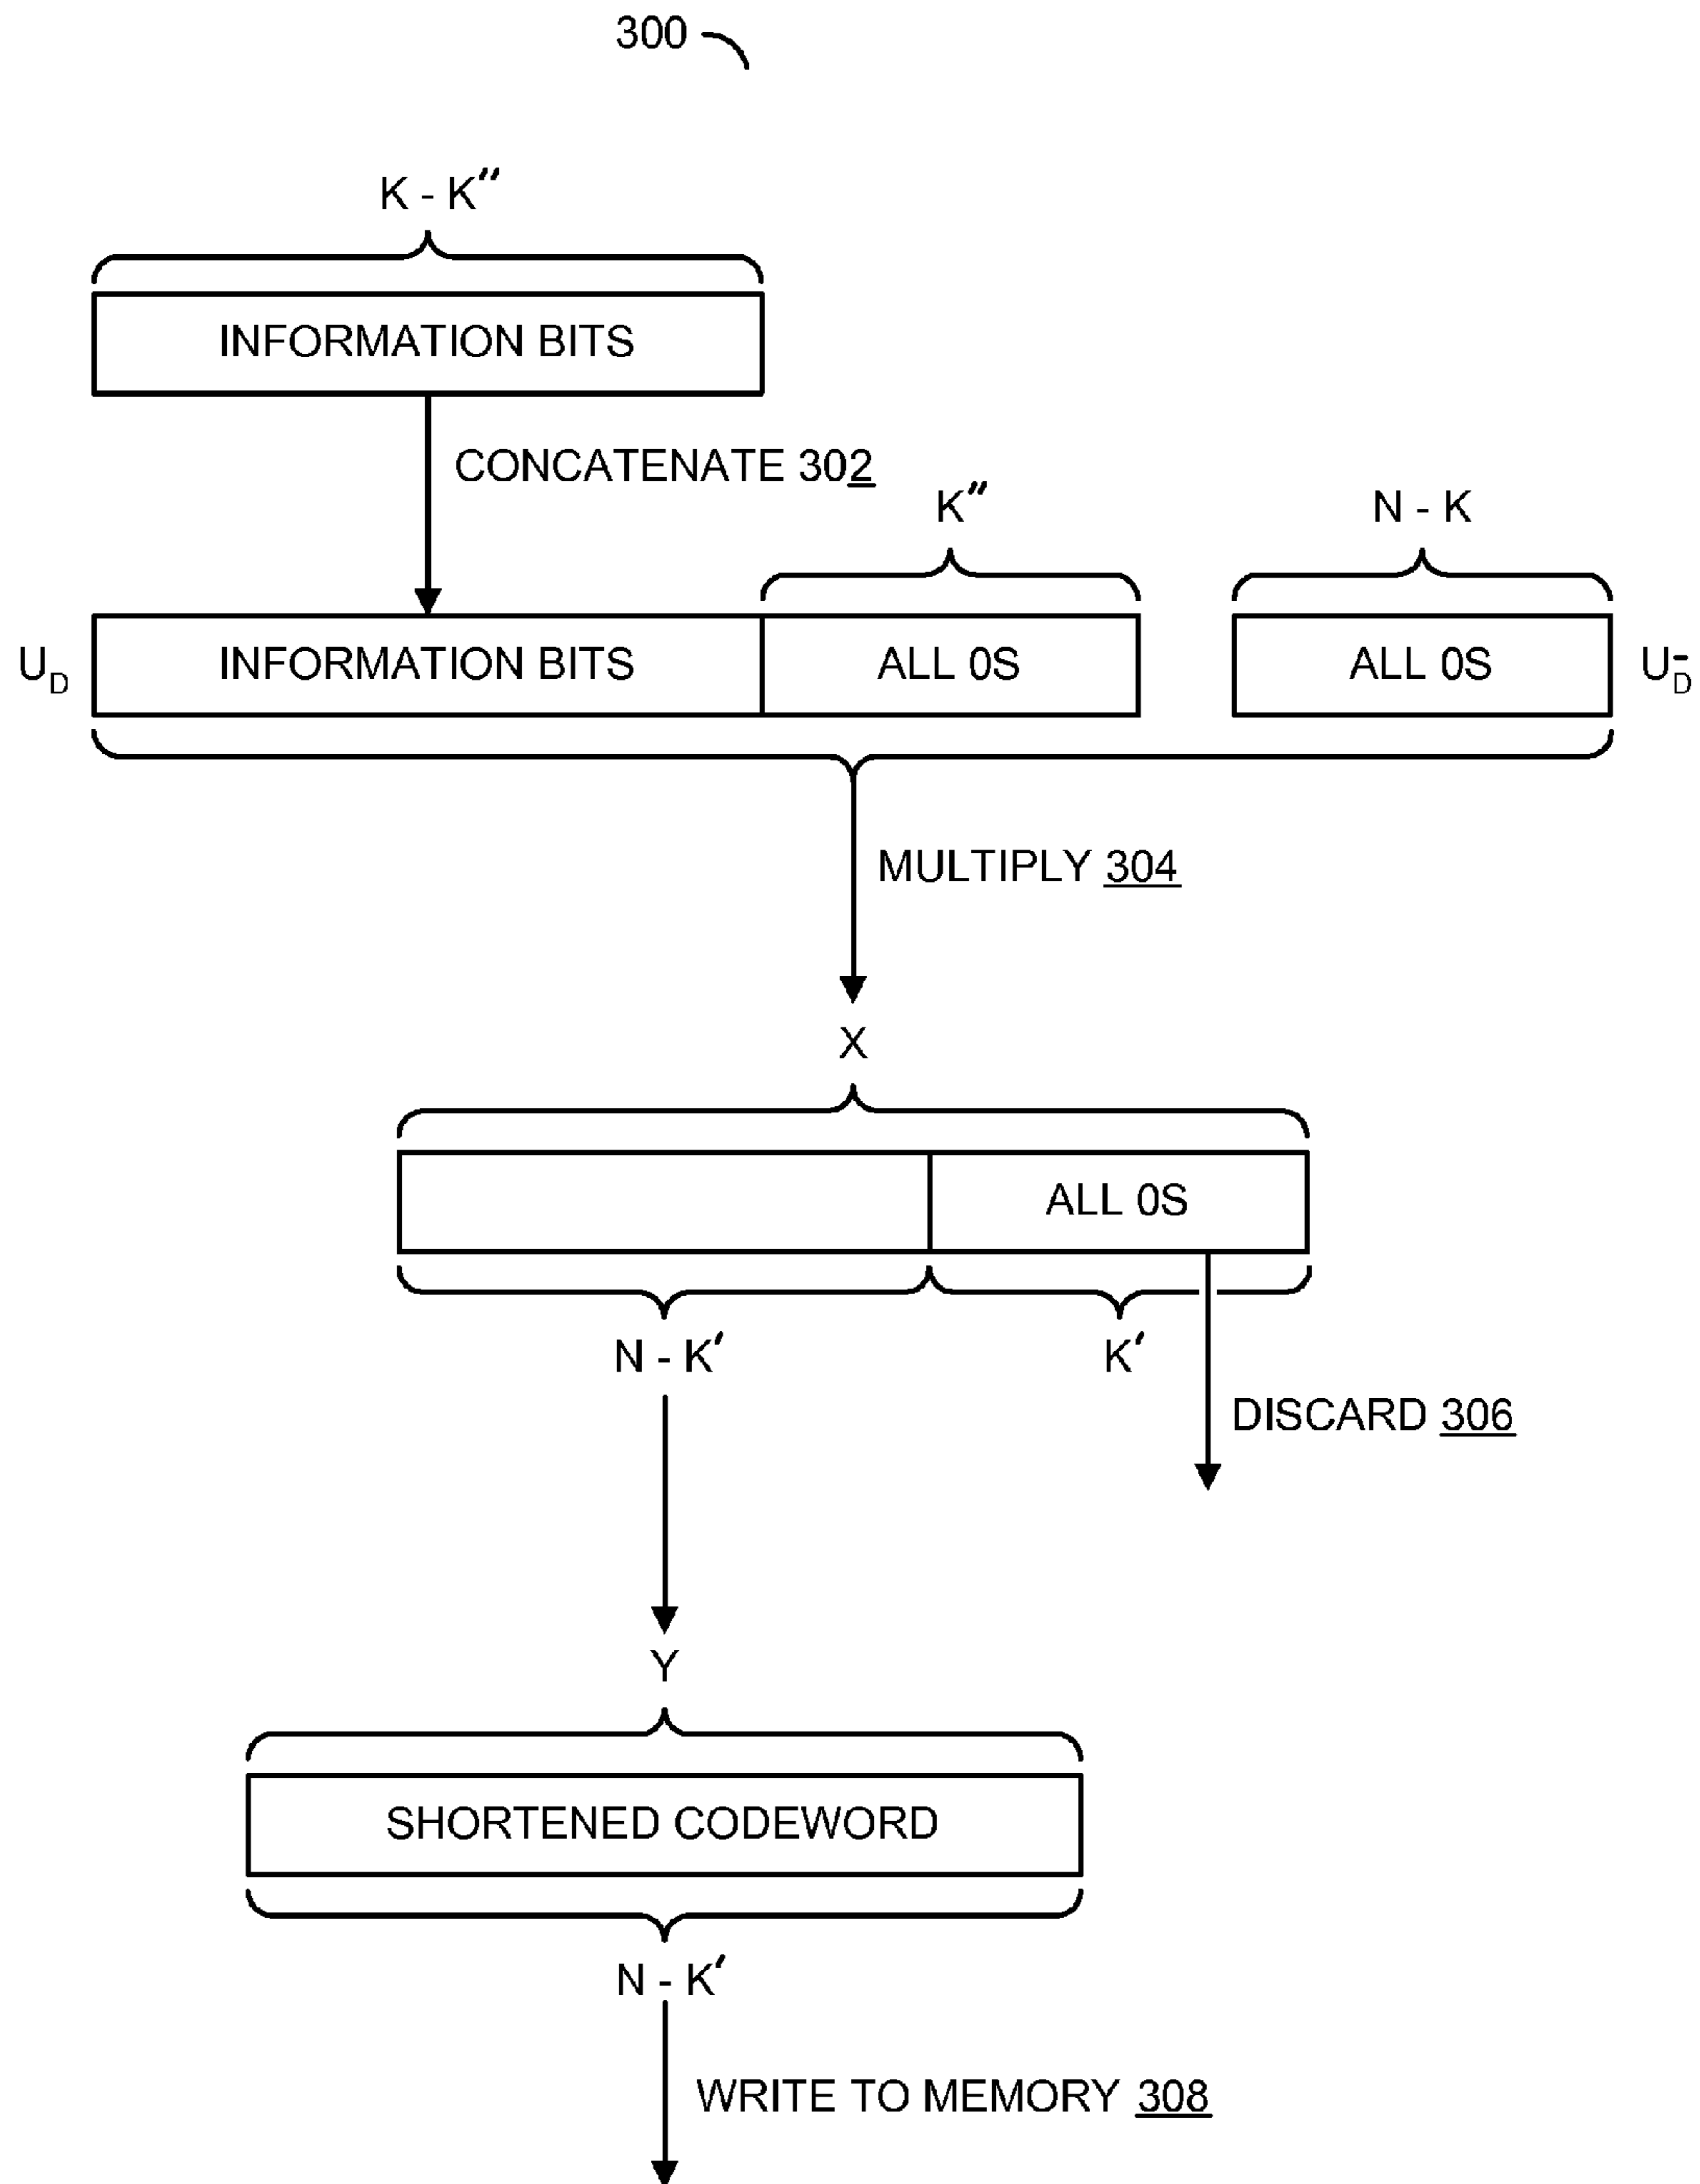 300
K - K″
INFORMATION BITS
CONCATENATE 302
K″
N - K
U_D
INFORMATION BITS
ALL 0S
ALL 0S
U_D̄
MULTIPLY 304
X
ALL 0S
N - K′
K′
DISCARD 306
Y
SHORTENED CODEWORD
N - K′
WRITE TO MEMORY 308